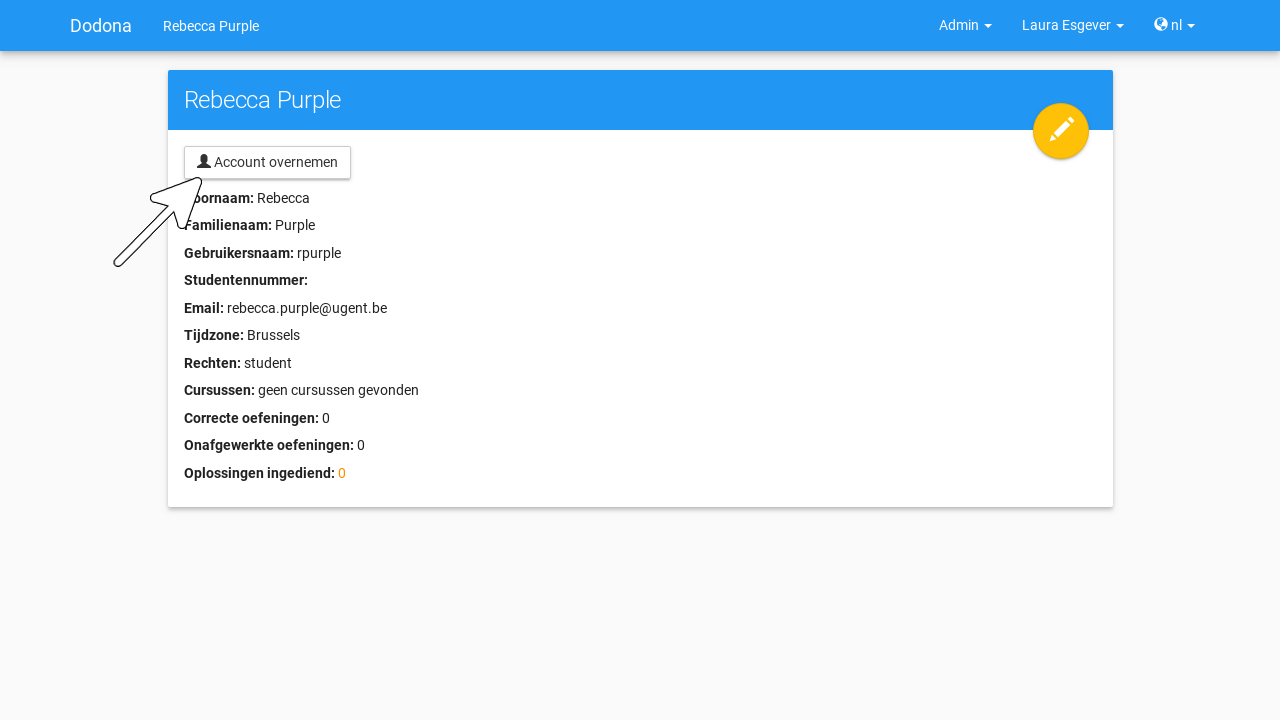 Dodona Rebecca Purple Admin Laura Esgever nl
Rebecca Purple
Account overnemen
oornaam: Rebecca
Familienaam: Purple
Gebruikersnaam: rpurple
Studentennummer:
Email: rebecca.purple@ugent.be
Tijdzone: Brussels
Rechten: student
Cursussen: geen cursussen gevonden
Correcte oefeningen: 0
Onafgewerkte oefeningen: 0
Oplossingen ingediend: 0